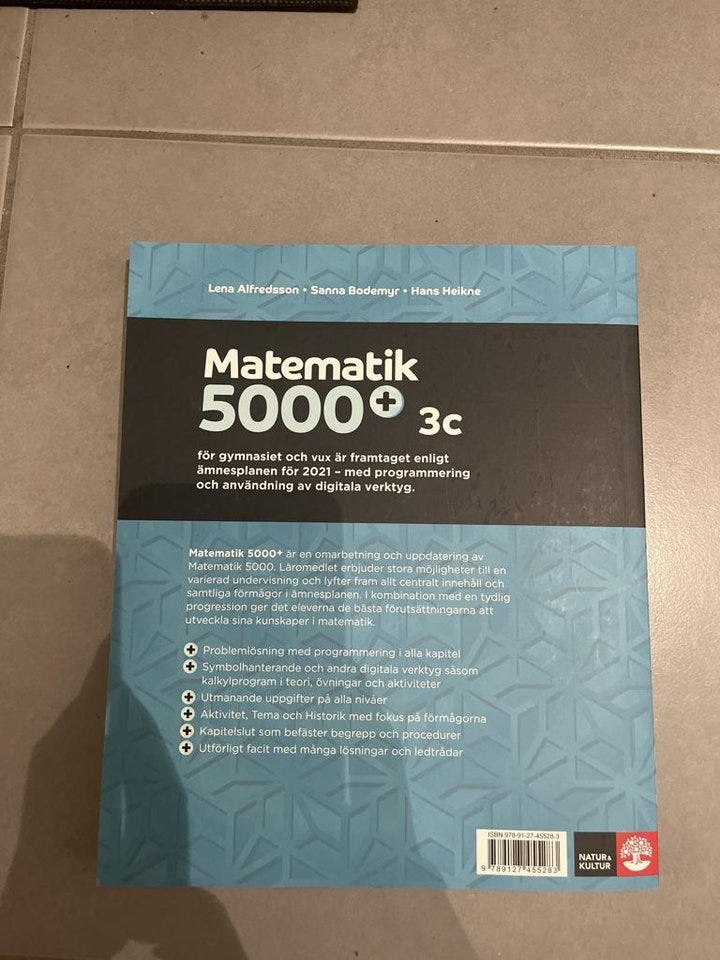 Lena Alfredsson • Sanna Bodemyr • Hans Heikne
Matematik
5000+ 3c
för gymnasiet och vux är framtaget enligt
ämnesplanen för 2021 – med programmering
och användning av digitala verktyg.
Matematik 5000+ är en omarbetning och uppdatering av
Matematik 5000. Läromedlet erbjuder stora möjligheter till en
varierad undervisning och lyfter fram allt centralt innehåll och
samtliga förmågor i ämnesplanen. I kombination med en tydlig
progression ger det eleverna de bästa förutsättningarna att
utveckla sina kunskaper i matematik.
+ Problemlösning med programmering i alla kapitel
+ Symbolhanterande och andra digitala verktyg såsom
kalkylprogram i teori, övningar och aktiviteter
+ Utmanande uppgifter på alla nivåer
+ Aktivitet, Tema och Historik med fokus på förmågorna
+ Kapitelslut som befäster begrepp och procedurer
+ Utförligt facit med många lösningar och ledtrådar
ISBN 978-91-27-45528-3
9 789127 455283
NATUR &
KULTUR